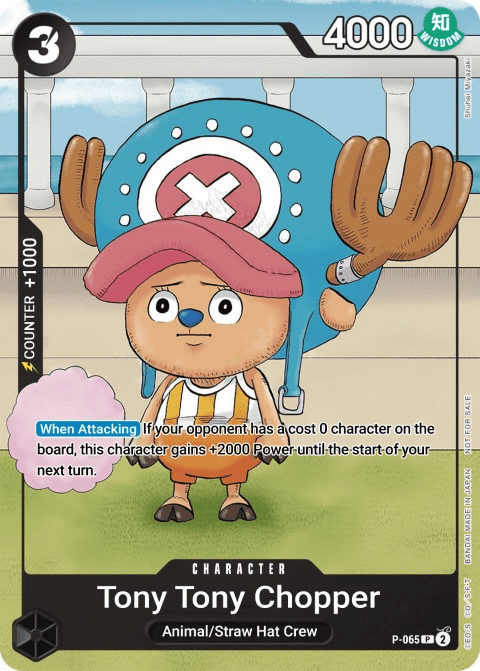 3
4000
知
WISDOM
Shuhei Miyazaki
COUNTER +1000
When Attacking If your opponent has a cost 0 character on the
board, this character gains +2000 Power until the start of your
next turn.
CHARACTER
Tony Tony Chopper
Animal/Straw Hat Crew
P-065 P 2
©E.O/S. ©O/S-F-T BANDAI MADE IN JAPAN NOT FOR SALE